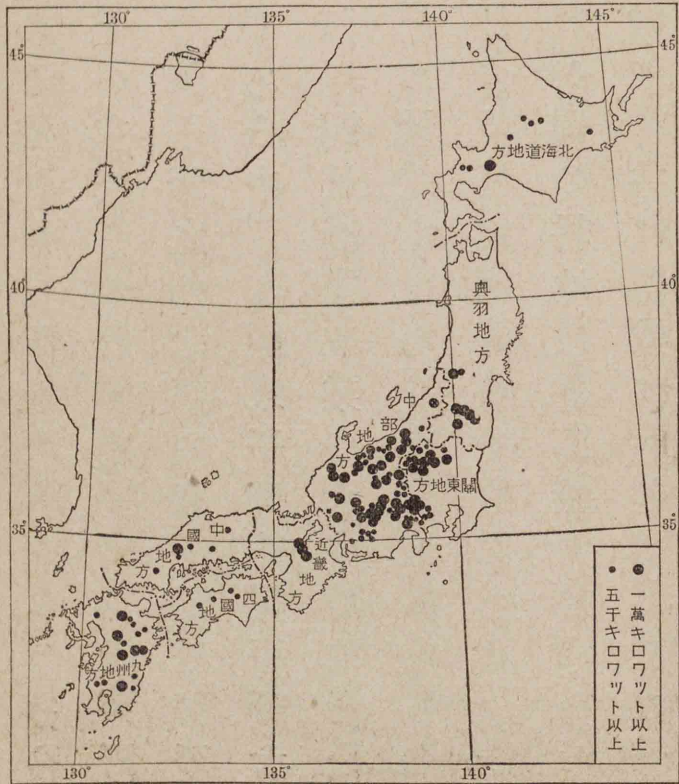 130°
135°
140°
145°
45°
45°
方地道海北
40°
40°
奥羽地方
中部地方
方地東關
35°
35°
近畿地方
中國地方
四國地方
方地州九
一萬キロワット以上
五千キロワット以上
130°
135°
140°